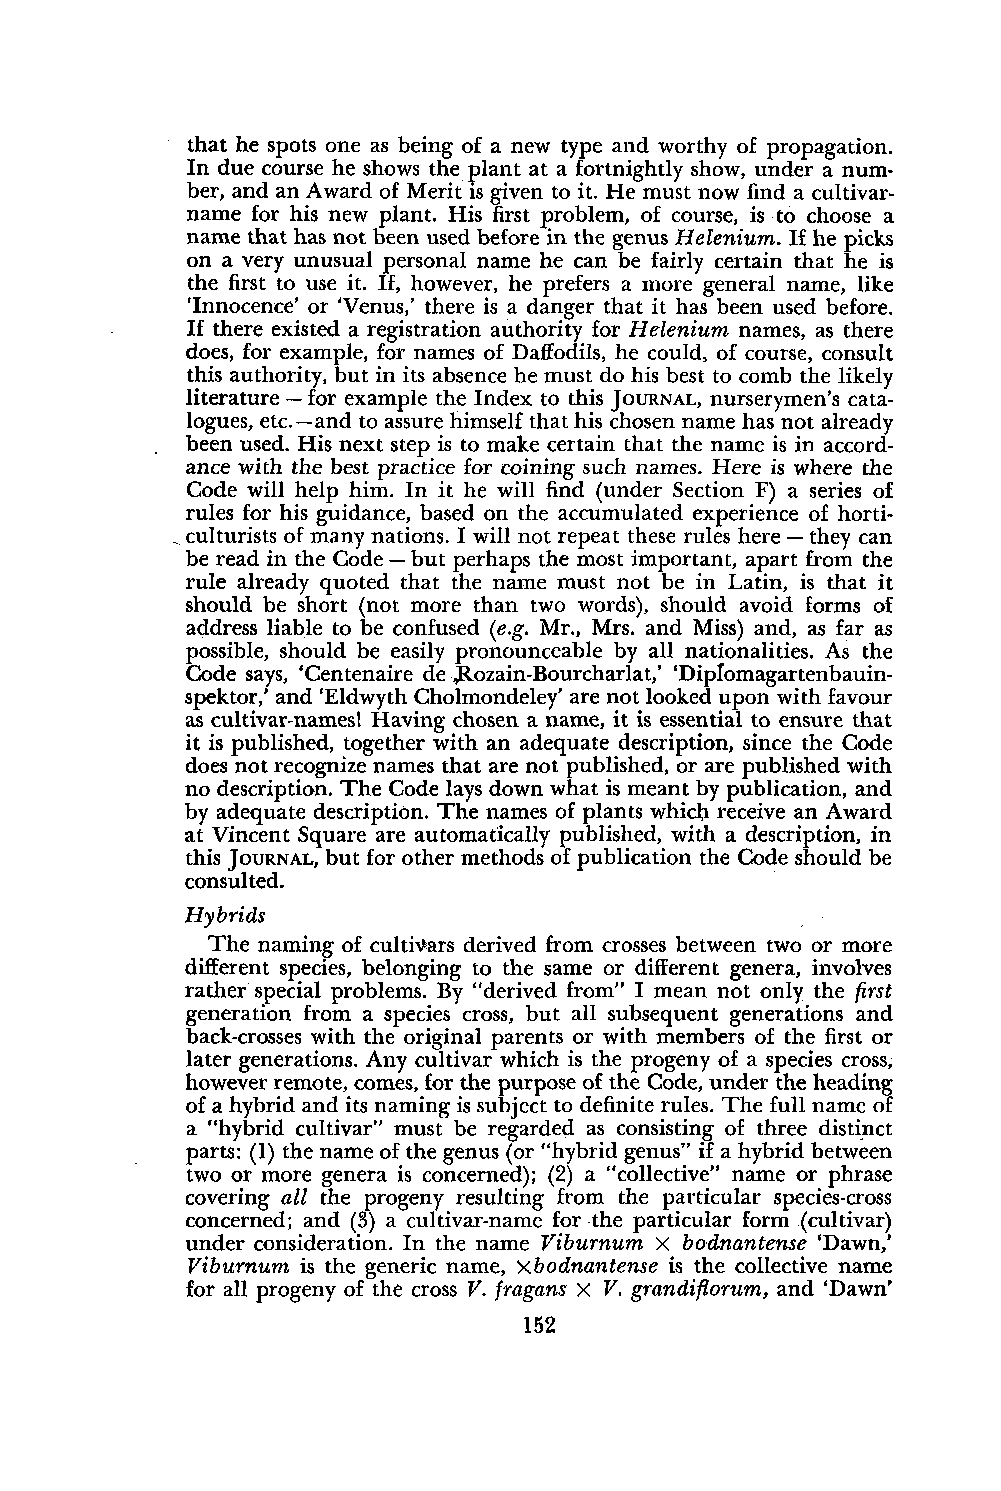 that he spots one as being of a new type and worthy of propagation.
In due course he shows the plant at a fortnightly show, under a num-
ber, and an Award of Merit is given to it. He must now find a cultivar-
name for his new plant. His first problem, of course, is to choose a
name that has not been used before in the genus Helenium. If he picks
on a very unusual personal name he can be fairly certain that he is
the first to use it. If, however, he prefers a more general name, like
'Innocence' or 'Venus,' there is a danger that it has been used before.
If there existed a registration authority for Helenium names, as there
does, for example, for names of Daffodils, he could, of course, consult
this authority, but in its absence he must do his best to comb the likely
literature — for example the Index to this JOURNAL, nurserymen's cata-
logues, etc.—and to assure himself that his chosen name has not already
been used. His next step is to make certain that the name is in accord-
ance with the best practice for coining such names. Here is where the
Code will help him. In it he will find (under Section F) a series of
rules for his guidance, based on the accumulated experience of horti-
culturists of many nations. I will not repeat these rules here — they can
be read in the Code — but perhaps the most important, apart from the
rule already quoted that the name must not be in Latin, is that it
should be short (not more than two words), should avoid forms of
address liable to be confused (e.g. Mr., Mrs. and Miss) and, as far as
possible, should be easily pronounceable by all nationalities. As the
Code says, 'Centenaire de Rozain-Bourcharlat,' 'Diplomagartenbauin-
spektor,' and 'Eldwyth Cholmondeley' are not looked upon with favour
as cultivar-names! Having chosen a name, it is essential to ensure that
it is published, together with an adequate description, since the Code
does not recognize names that are not published, or are published with
no description. The Code lays down what is meant by publication, and
by adequate description. The names of plants which receive an Award
at Vincent Square are automatically published, with a description, in
this JOURNAL, but for other methods of publication the Code should be
consulted.
Hybrids
The naming of cultivars derived from crosses between two or more
different species, belonging to the same or different genera, involves
rather special problems. By "derived from" I mean not only the first
generation from a species cross, but all subsequent generations and
back-crosses with the original parents or with members of the first or
later generations. Any cultivar which is the progeny of a species cross,
however remote, comes, for the purpose of the Code, under the heading
of a hybrid and its naming is subject to definite rules. The full name of
a "hybrid cultivar" must be regarded as consisting of three distinct
parts: (1) the name of the genus (or "hybrid genus" if a hybrid between
two or more genera is concerned); (2) a "collective" name or phrase
covering all the progeny resulting from the particular species-cross
concerned; and (3) a cultivar-name for the particular form (cultivar)
under consideration. In the name Viburnum × bodnantense 'Dawn,'
Viburnum is the generic name, ×bodnantense is the collective name
for all progeny of the cross V. fragans × V. grandiflorum, and 'Dawn'
152